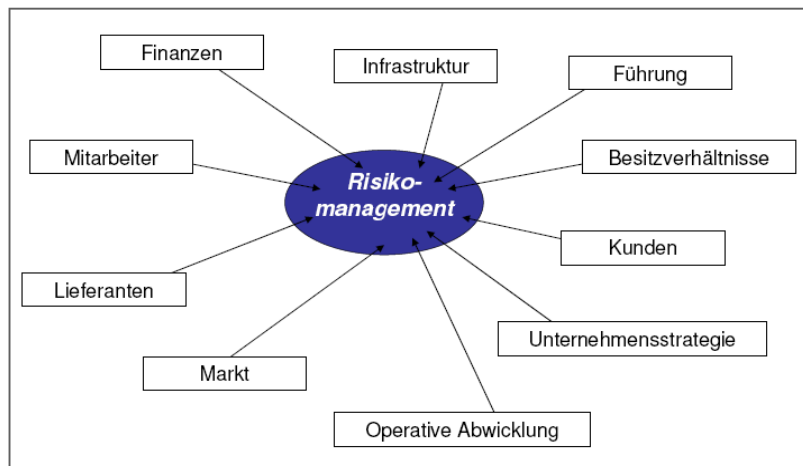 Finanzen
Infrastruktur
Führung
Mitarbeiter
Risiko-
management
Besitzverhältnisse
Kunden
Lieferanten
Unternehmensstrategie
Markt
Operative Abwicklung